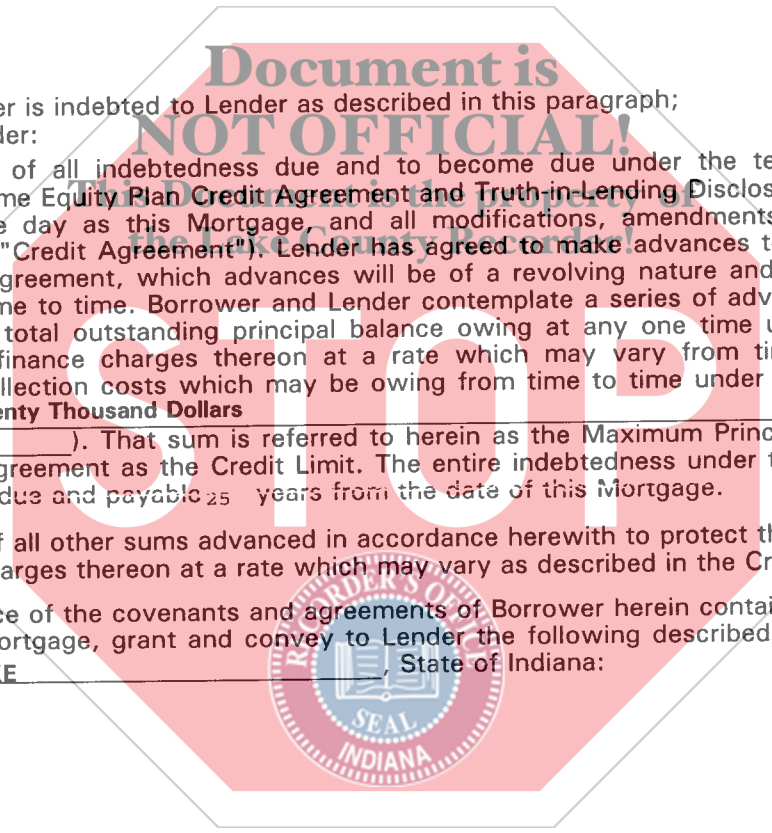 Document is
er is indebted to Lender as described in this paragraph;
der:
NOT OFFICIAL!
of all indebtedness due and to become due under the te
me Equity Plan Credit Agreement and Truth-in-Lending Disclos
This Document is the property of
e day as this Mortgage, and all modifications, amendments
"Credit Agreement"). Lender has agreed to make advances t
the Lake County Recorder!
greement, which advances will be of a revolving nature and
me to time. Borrower and Lender contemplate a series of adv
total outstanding principal balance owing at any one time u
finance charges thereon at a rate which may vary from ti
llection costs which may be owing from time to time under
enty Thousand Dollars
). That sum is referred to herein as the Maximum Princ
greement as the Credit Limit. The entire indebtedness under t
due and payable 25 years from the date of this Mortgage.
STOP
f all other sums advanced in accordance herewith to protect th
arges thereon at a rate which may vary as described in the Cr
ce of the covenants and agreements of Borrower herein contai
ortgage, grant and convey to Lender the following described
KE, State of Indiana:
RECORDER'S OFFICE
SEAL
INDIANA